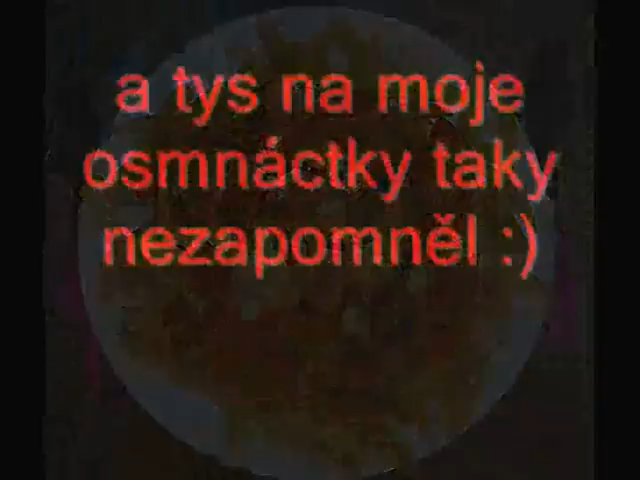 a tys na moje
osmnáctky taky
nezapomněl :)